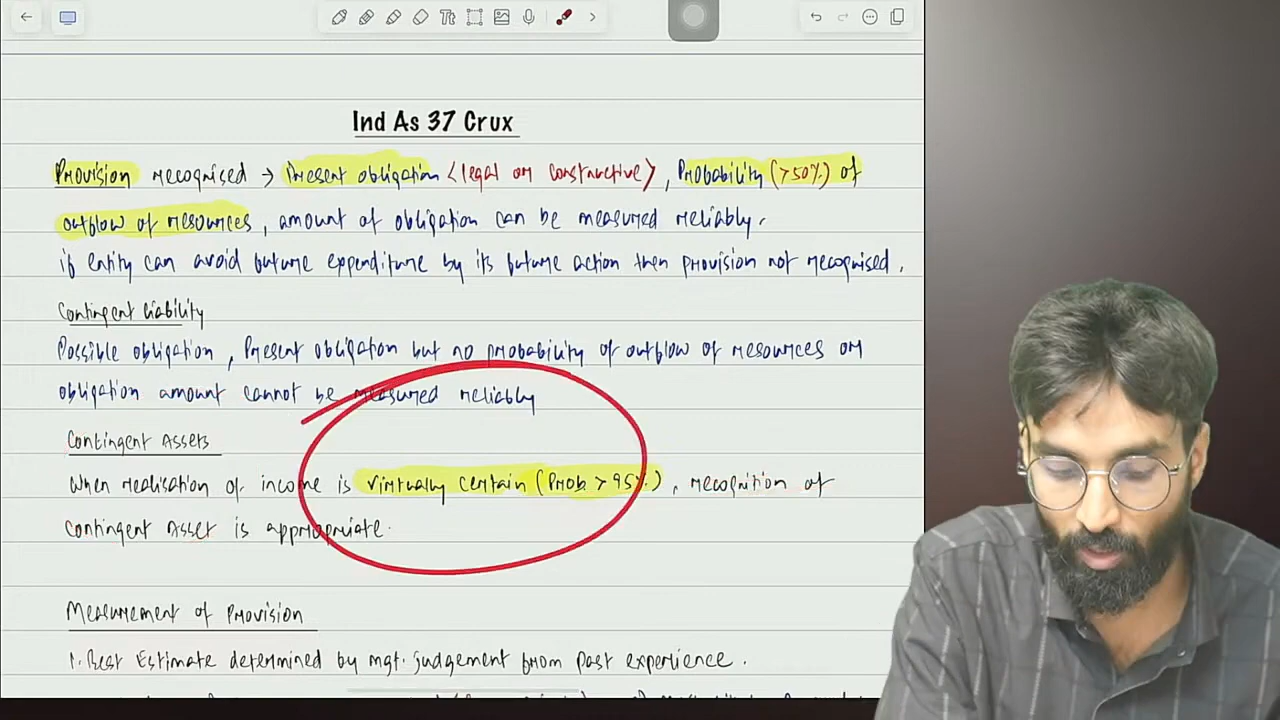 Ind As 37 Crux
Provision recognised → Present obligation <legal or constructive>, Probability (>50%) of
outflow of resources, amount of obligation can be measured reliably.
if entity can avoid future expenditure by its future action then provision not recognised.
Contingent liability
Possible obligation, Present obligation but no probability of outflow of resources or
obligation amount cannot be measured reliably
Contingent Assets
When realisation of income is virtually certain (Prob. > 95%), recognition of
contingent Asset is appropriate.
Measurement of Provision
1. Best Estimate determined by mgt. judgement from past experience.